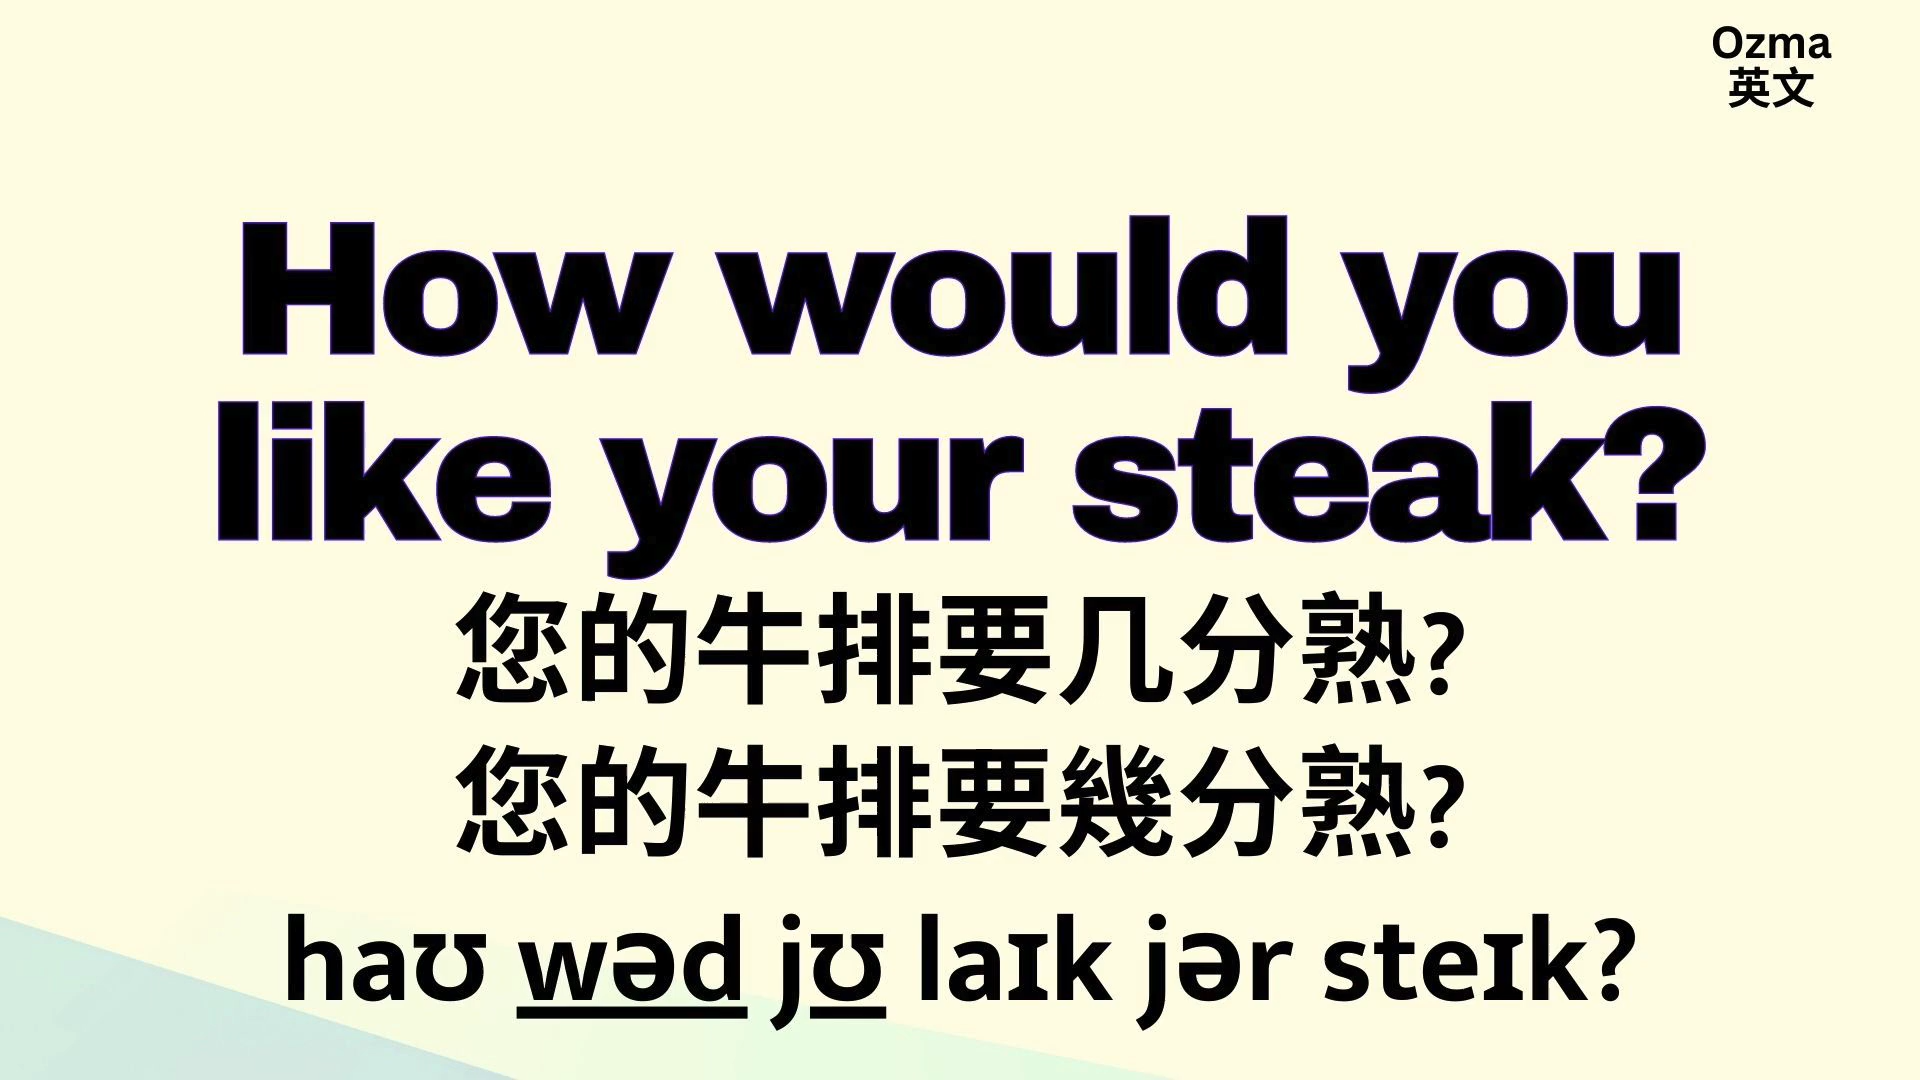 Ozma
英文
How would you
like your steak?
您的牛排要几分熟?
您的牛排要幾分熟?
haʊ wəd jʊ laɪk jər steɪk?